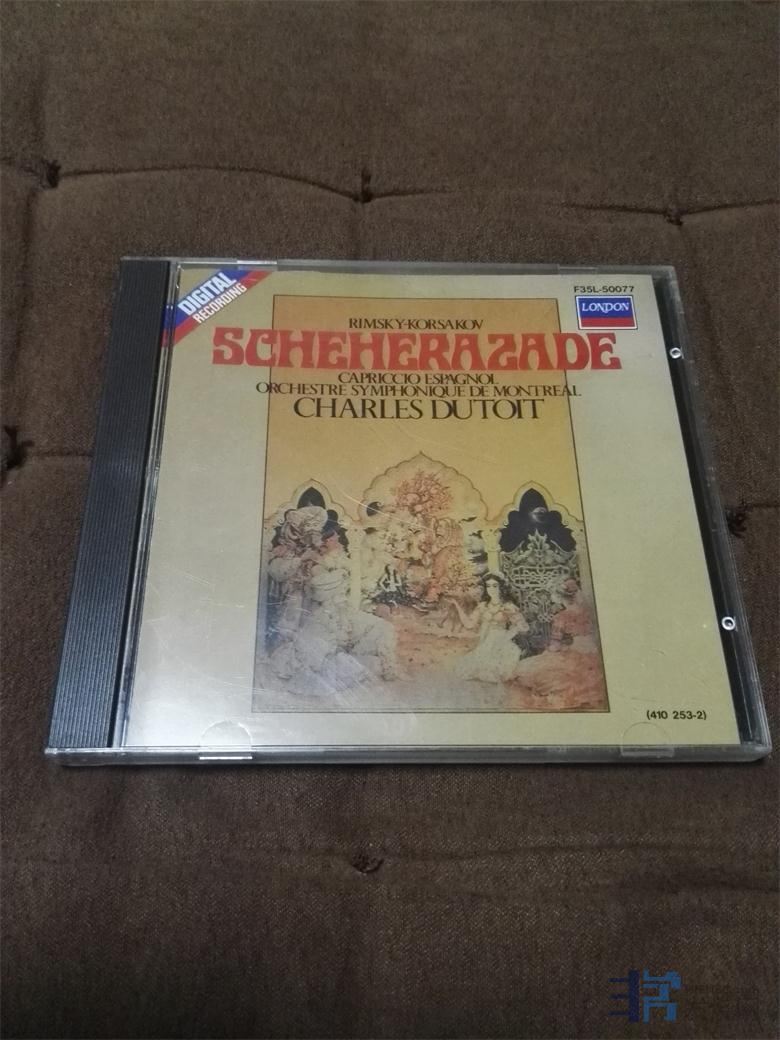 DIGITAL
RECORDING
F35L-50077
LONDON
RIMSKY-KORSAKOV
SCHEHERAZADE
CAPRICCIO ESPAGNOL
ORCHESTRE SYMPHONIQUE DE MONTREAL
CHARLES DUTOIT
(410 253-2)